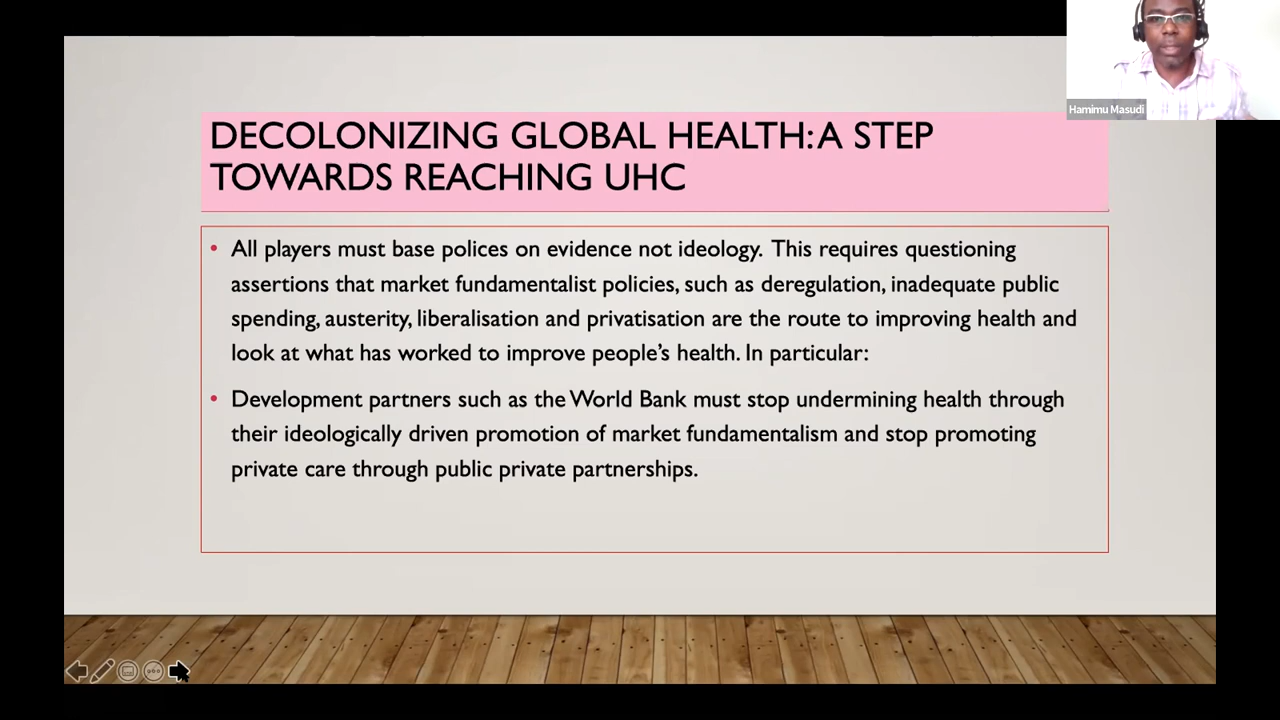 Hamimu Masudi
DECOLONIZING GLOBAL HEALTH: A STEP
TOWARDS REACHING UHC
• All players must base polices on evidence not ideology. This requires questioning
assertions that market fundamentalist policies, such as deregulation, inadequate public
spending, austerity, liberalisation and privatisation are the route to improving health and
look at what has worked to improve people's health. In particular:
• Development partners such as the World Bank must stop undermining health through
their ideologically driven promotion of market fundamentalism and stop promoting
private care through public private partnerships.